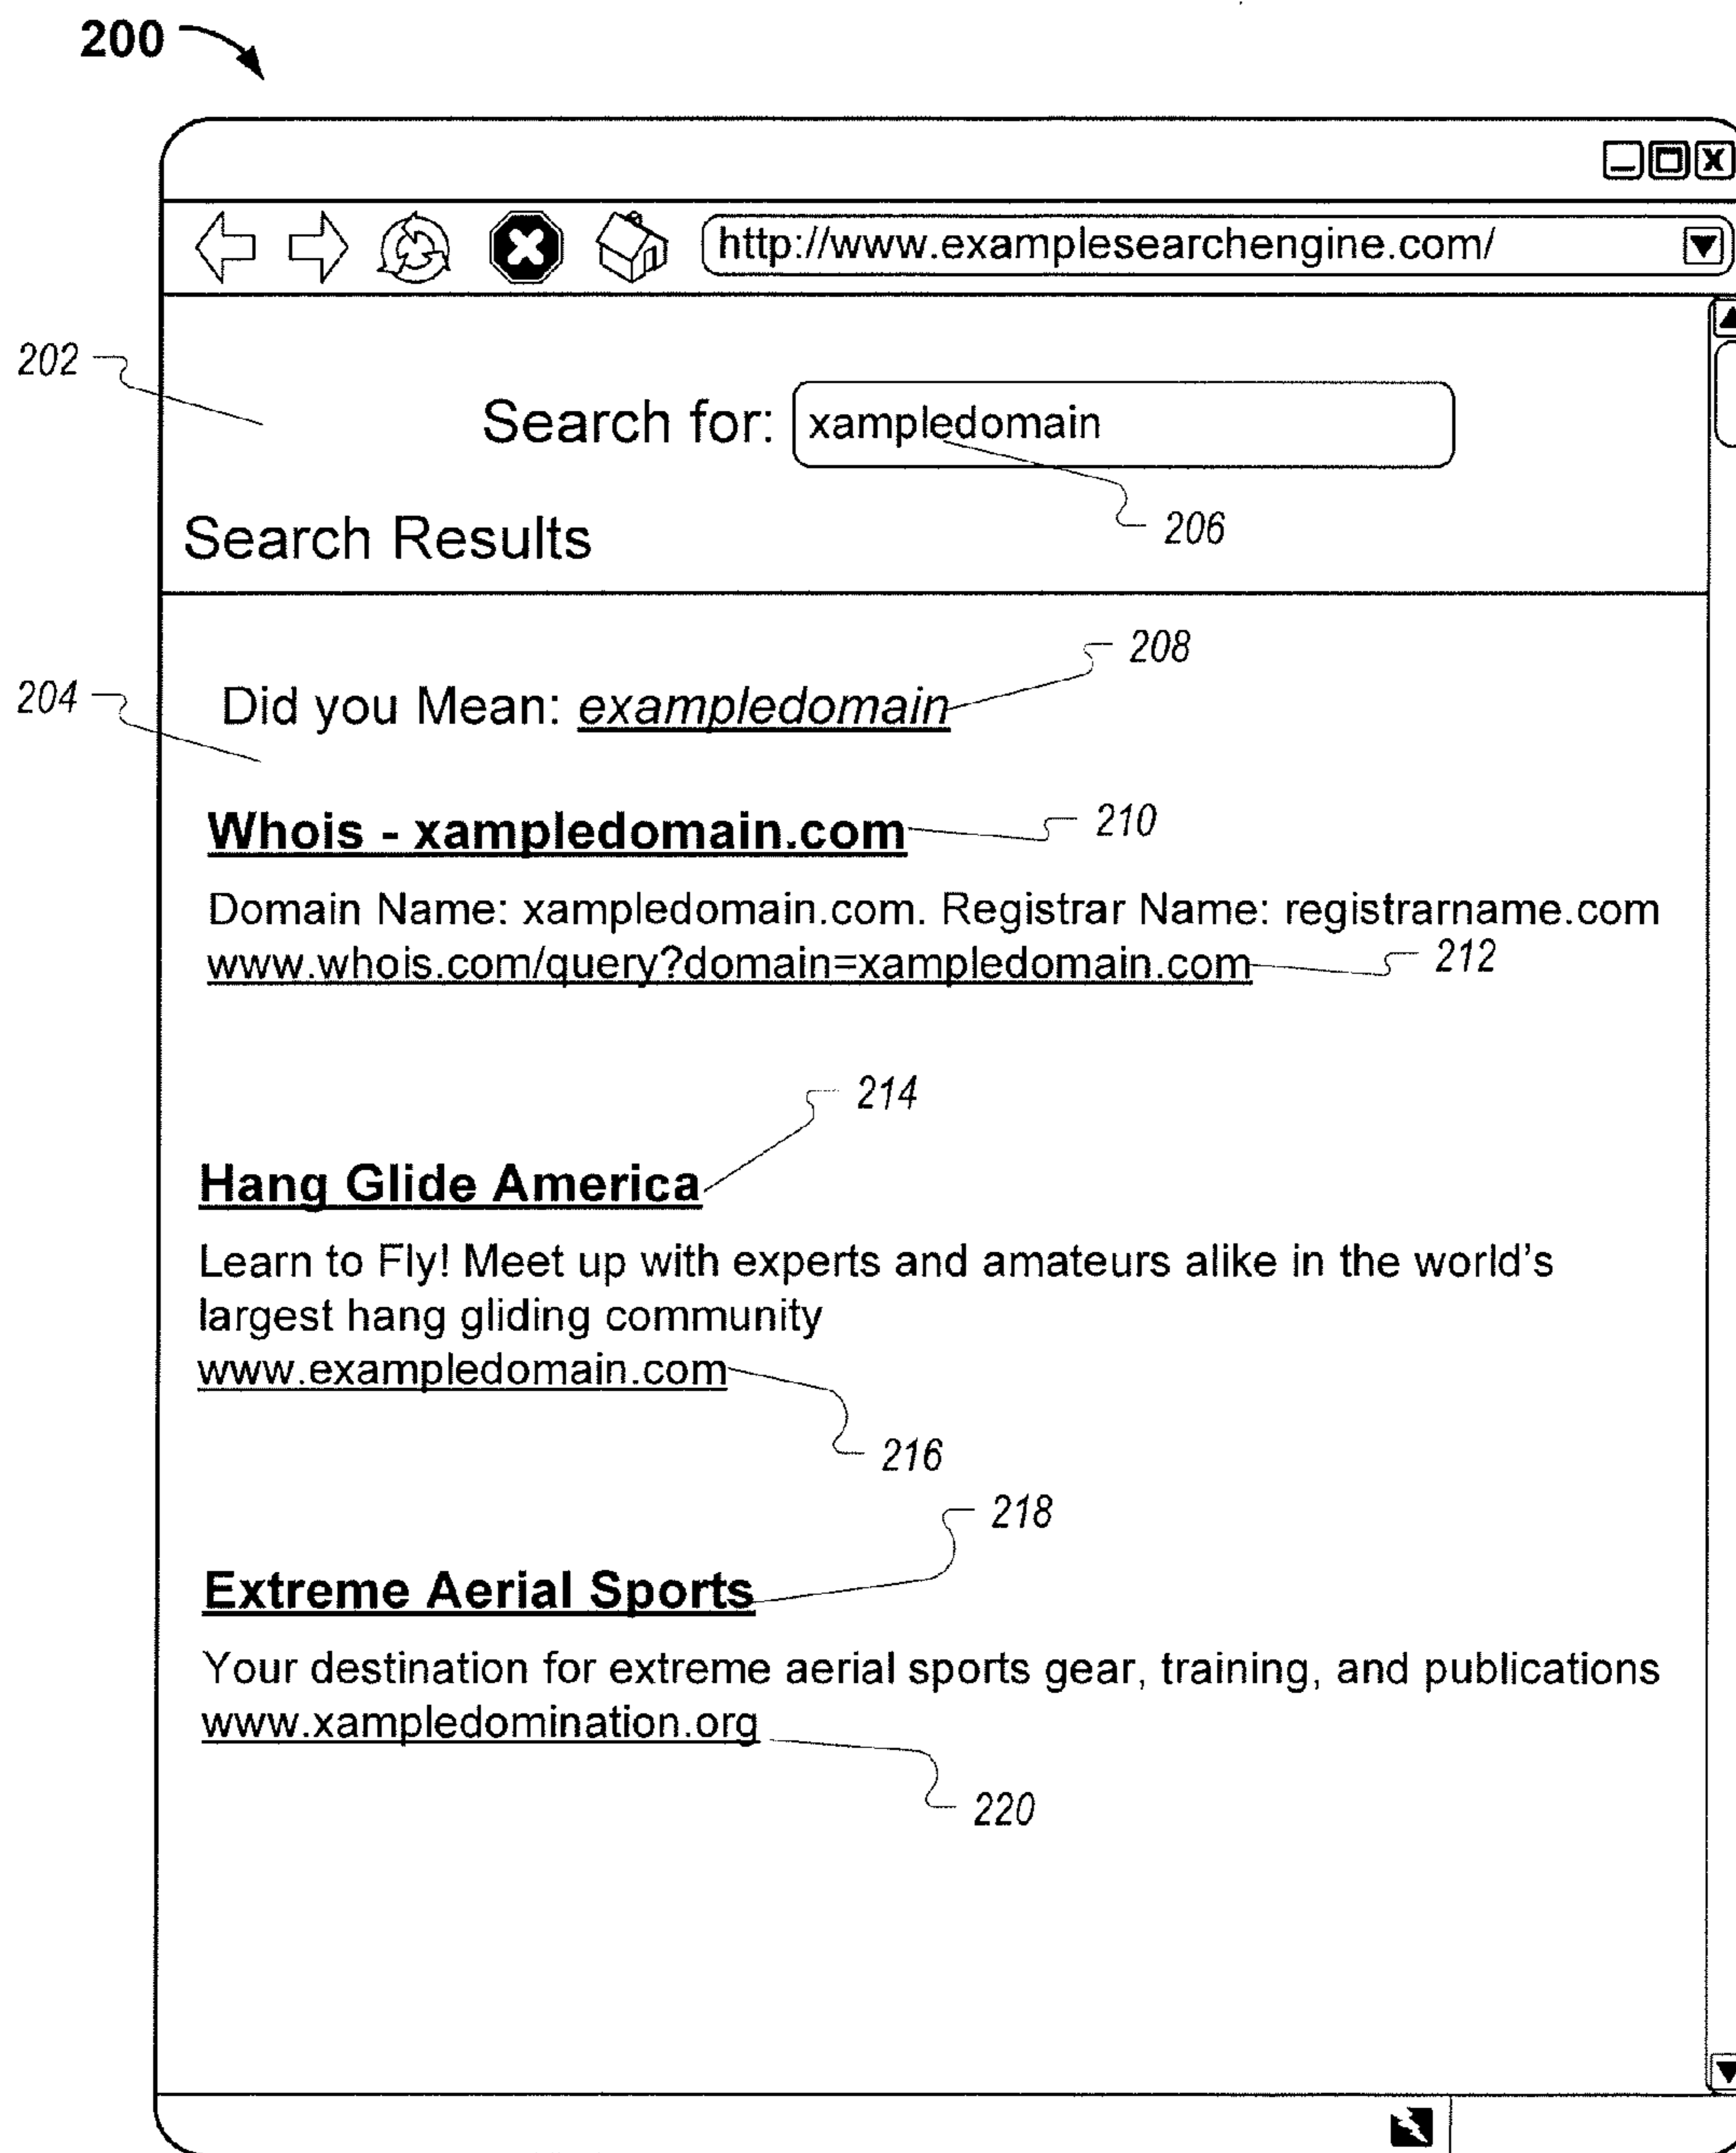 200
http://www.examplesearchengine.com/
202
Search for: xampledomain
206
Search Results
208
204
Did you Mean: exampledomain
Whois - xampledomain.com
210
Domain Name: xampledomain.com. Registrar Name: registrarname.com
www.whois.com/query?domain=xampledomain.com
212
214
Hang Glide America
Learn to Fly! Meet up with experts and amateurs alike in the world's
largest hang gliding community
www.exampledomain.com
216
218
Extreme Aerial Sports
Your destination for extreme aerial sports gear, training, and publications
www.xampledomination.org
220